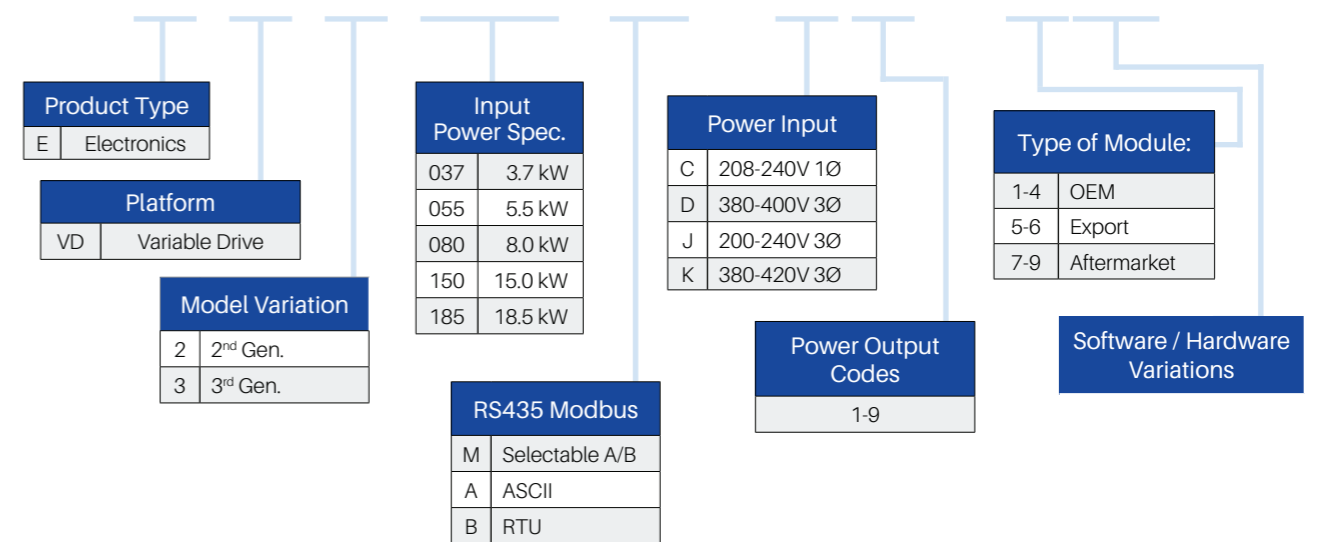 Product Type
E Electronics
Platform
VD Variable Drive
Model Variation
2 2nd Gen.
3 3rd Gen.
Input
Power Spec.
037 3.7 kW
055 5.5 kW
080 8.0 kW
150 15.0 kW
185 18.5 kW
RS435 Modbus
M Selectable A/B
A ASCII
B RTU
Power Input
C 208-240V 1Ø
D 380-400V 3Ø
J 200-240V 3Ø
K 380-420V 3Ø
Power Output
Codes
1-9
Type of Module:
1-4 OEM
5-6 Export
7-9 Aftermarket
Software / Hardware
Variations